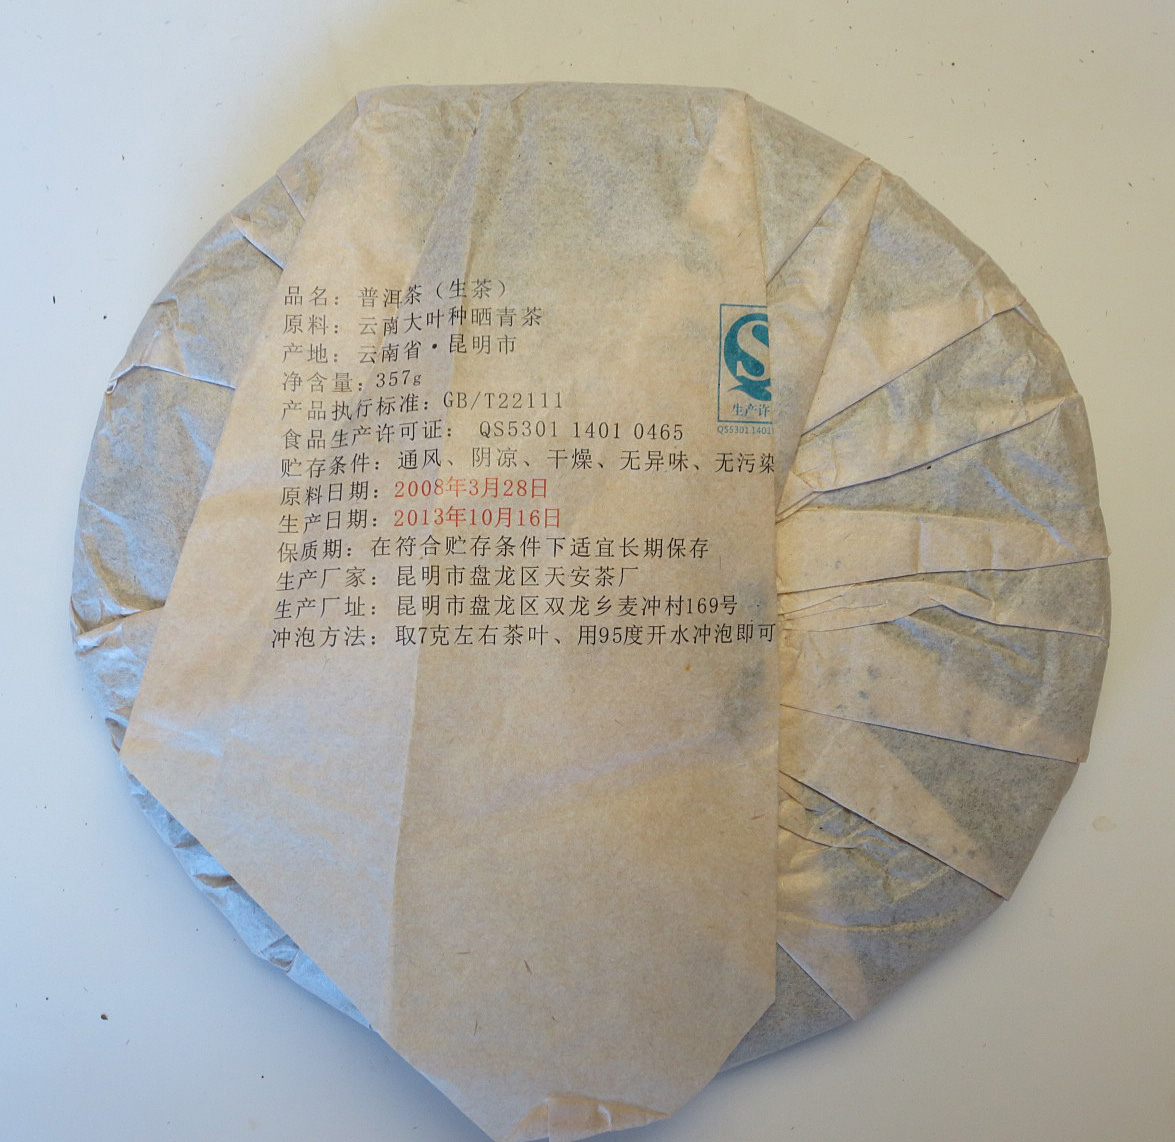 品名：普洱茶（生茶）
原料：云南大叶种晒青茶
产地：云南省·昆明市
净含量：357g
产品执行标准：GB/T22111
食品生产许可证： QS5301 1401 0465
贮存条件：通风、阴凉、干燥、无异味、无污染
原料日期：2008年3月28日
生产日期：2013年10月16日
保质期：在符合贮存条件下适宜长期保存
生产厂家：昆明市盘龙区天安茶厂
生产厂址：昆明市盘龙区双龙乡麦冲村169号
冲泡方法：取7克左右茶叶、用95度开水冲泡即可
生产许
QS5301 1401